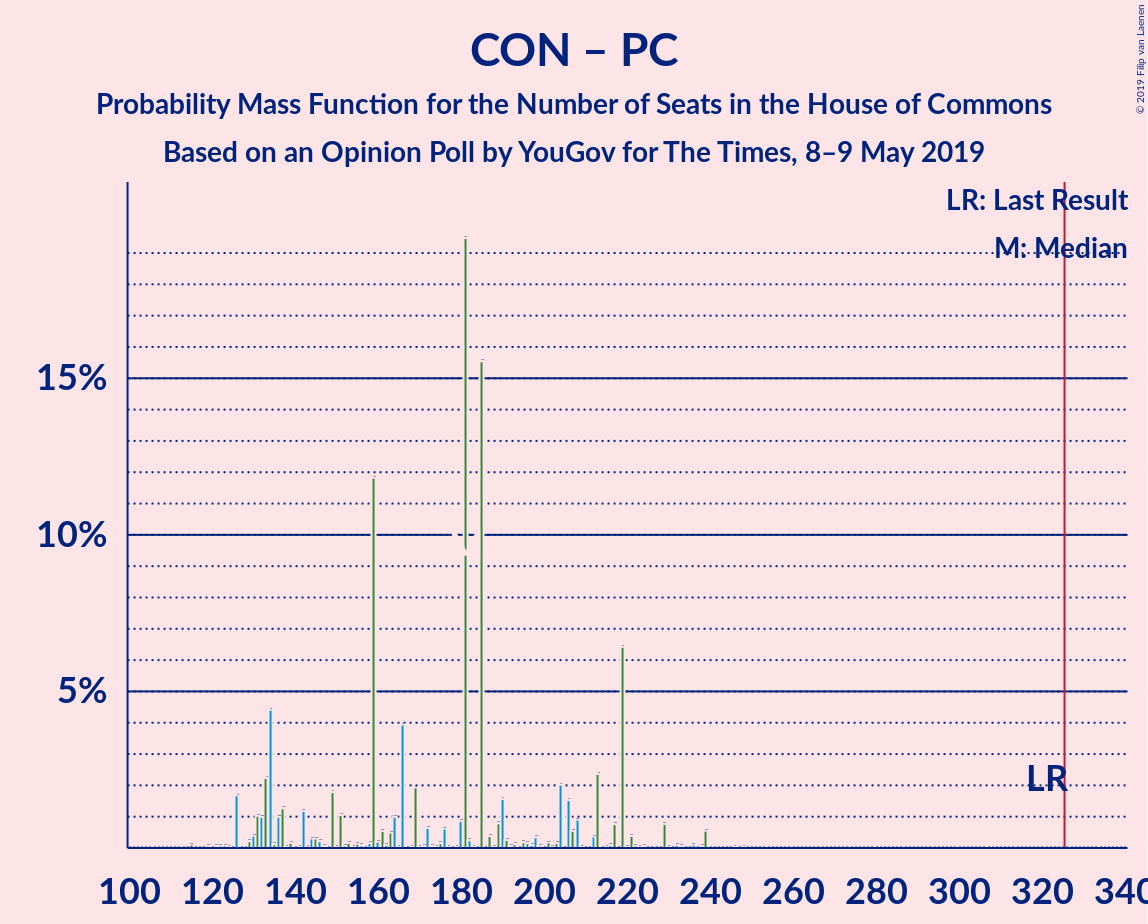 CON – PC
Probability Mass Function for the Number of Seats in the House of Commons
Based on an Opinion Poll by YouGov for The Times, 8–9 May 2019
© 2019 Filip van Laenen
LR: Last Result
M: Median
15%
10%
5%
LR
100 120 140 160 180 200 220 240 260 280 300 320 340